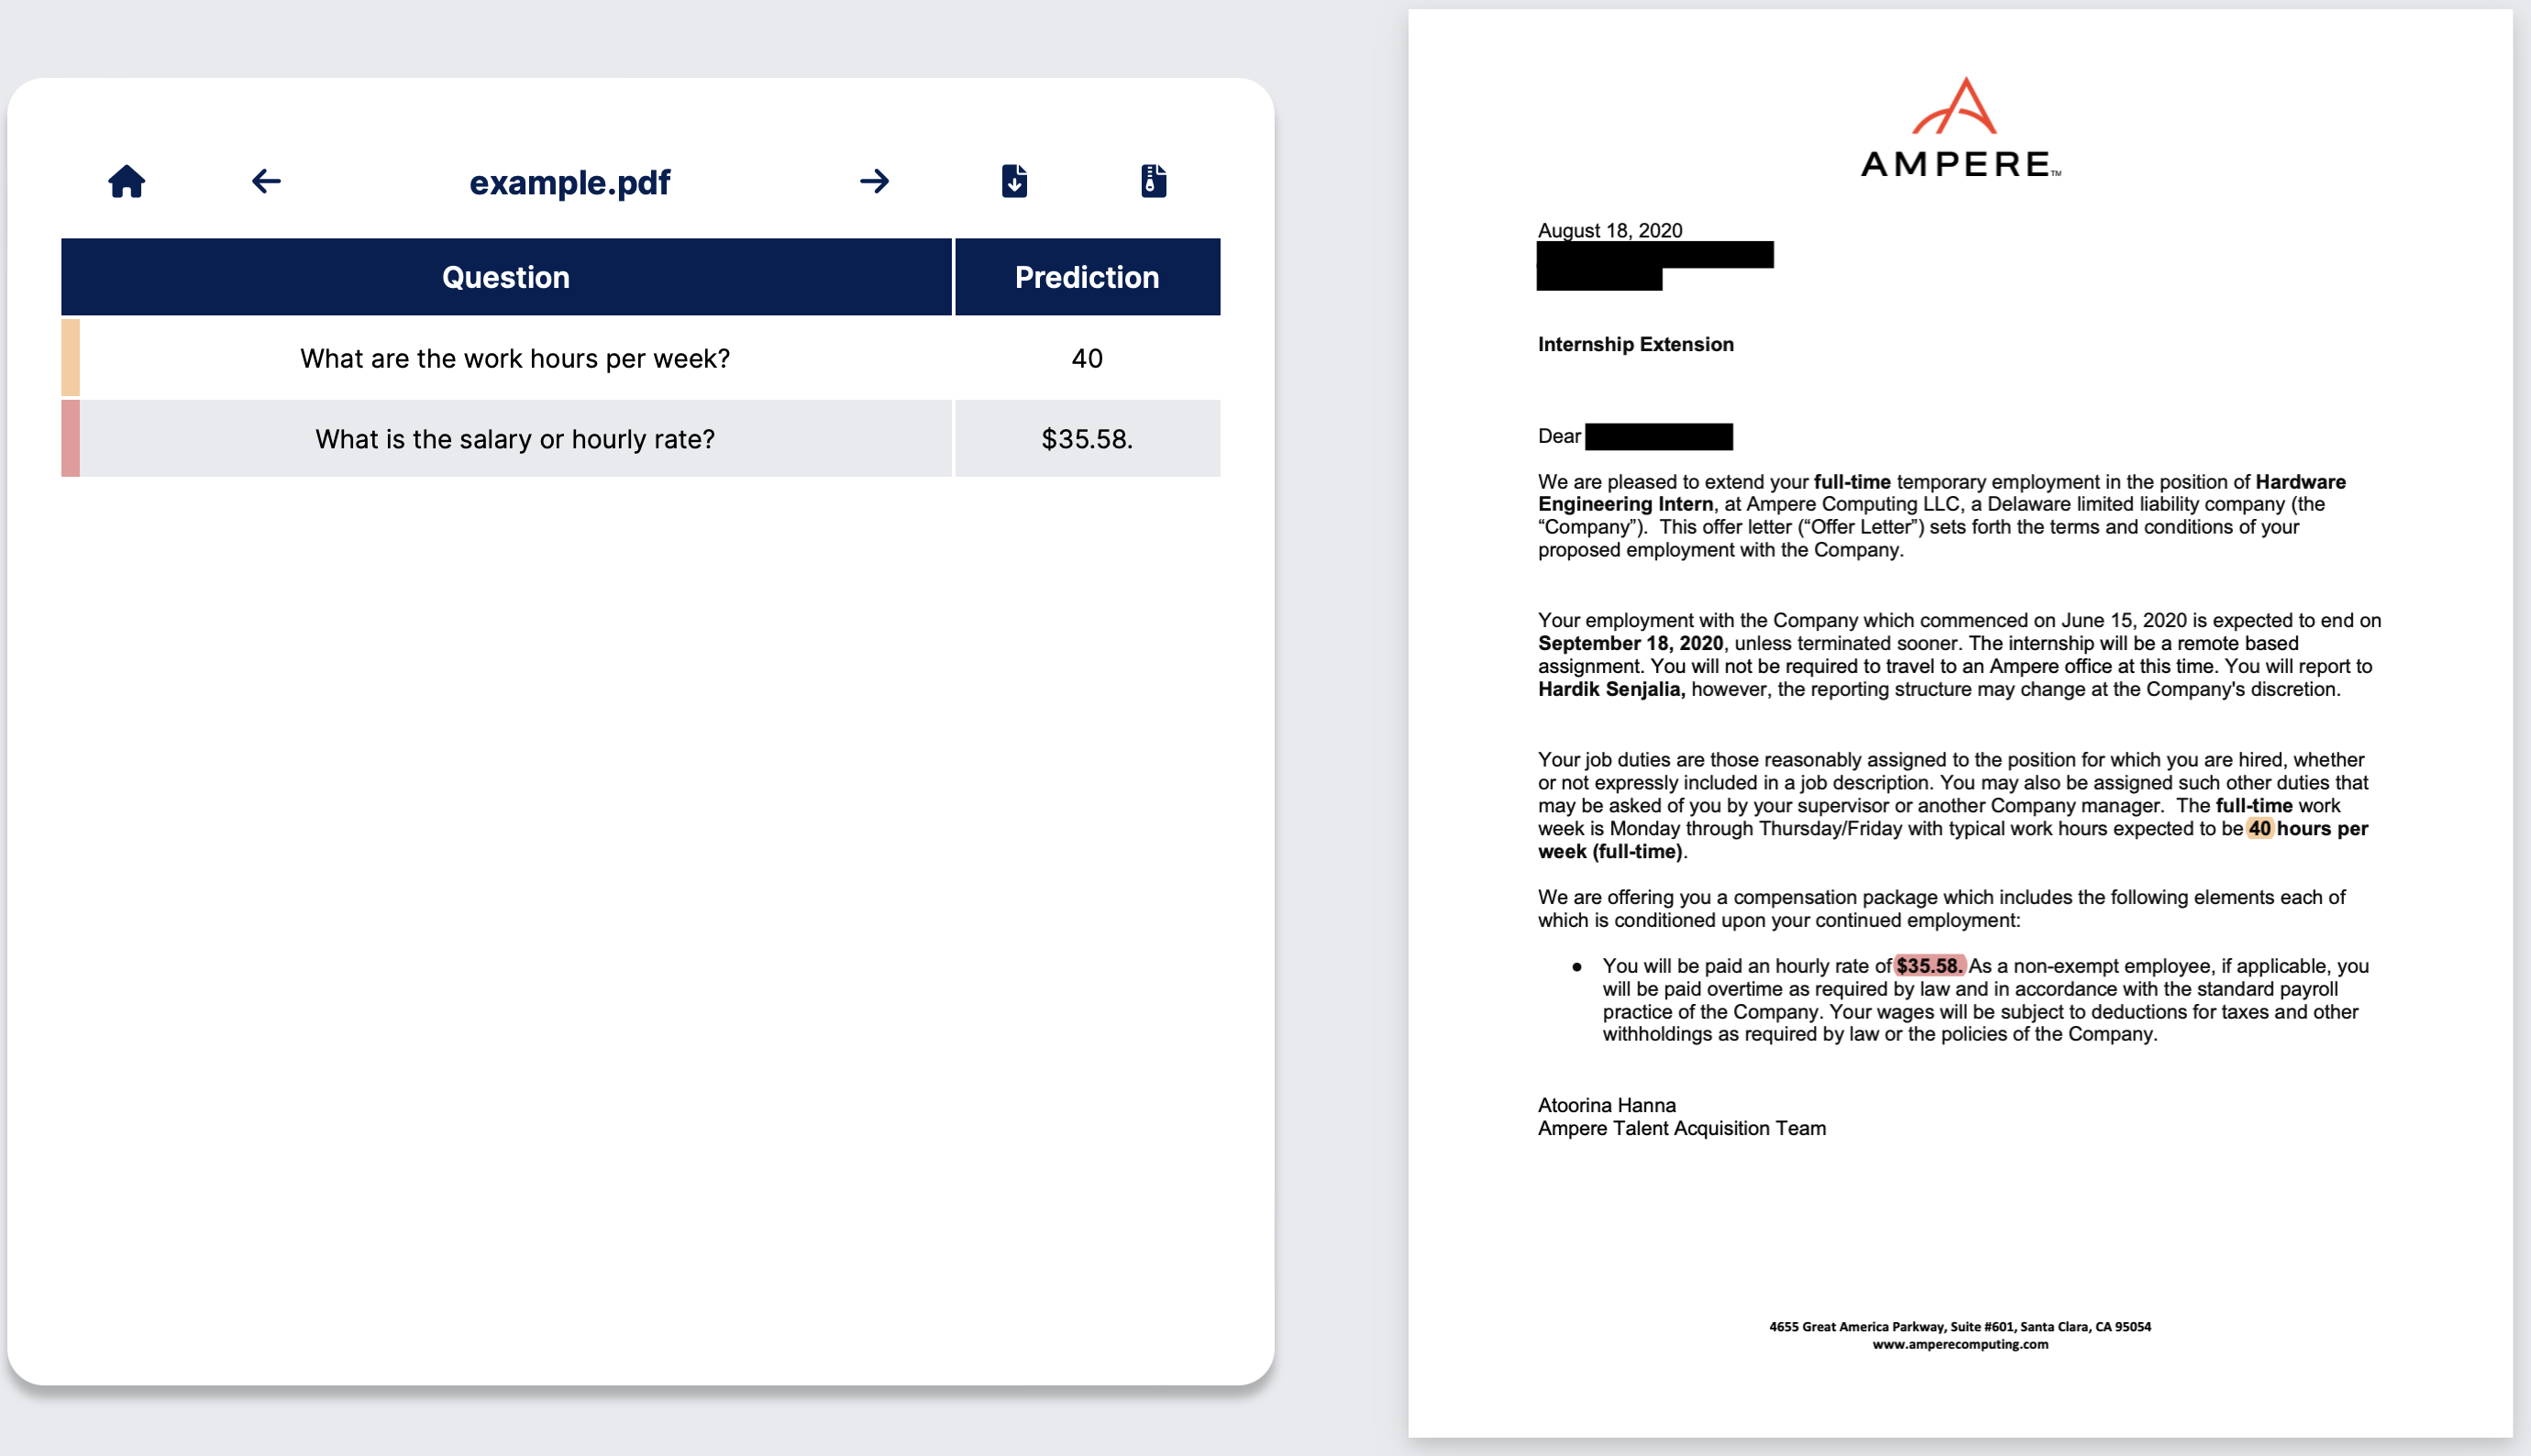 example.pdf
Question Prediction
What are the work hours per week? 40
What is the salary or hourly rate? $35.58.
AMPERE™
August 18, 2020
Internship Extension
Dear
We are pleased to extend your full-time temporary employment in the position of Hardware
Engineering Intern, at Ampere Computing LLC, a Delaware limited liability company (the
“Company”).  This offer letter (“Offer Letter”) sets forth the terms and conditions of your
proposed employment with the Company.
Your employment with the Company which commenced on June 15, 2020 is expected to end on
September 18, 2020, unless terminated sooner. The internship will be a remote based
assignment. You will not be required to travel to an Ampere office at this time. You will report to
Hardik Senjalia, however, the reporting structure may change at the Company's discretion.
Your job duties are those reasonably assigned to the position for which you are hired, whether
or not expressly included in a job description. You may also be assigned such other duties that
may be asked of you by your supervisor or another Company manager.  The full-time work
week is Monday through Thursday/Friday with typical work hours expected to be 40 hours per
week (full-time).
We are offering you a compensation package which includes the following elements each of
which is conditioned upon your continued employment:
● You will be paid an hourly rate of $35.58. As a non-exempt employee, if applicable, you
will be paid overtime as required by law and in accordance with the standard payroll
practice of the Company. Your wages will be subject to deductions for taxes and other
withholdings as required by law or the policies of the Company.
Atoorina Hanna
Ampere Talent Acquisition Team
4655 Great America Parkway, Suite #601, Santa Clara, CA 95054
www.amperecomputing.com